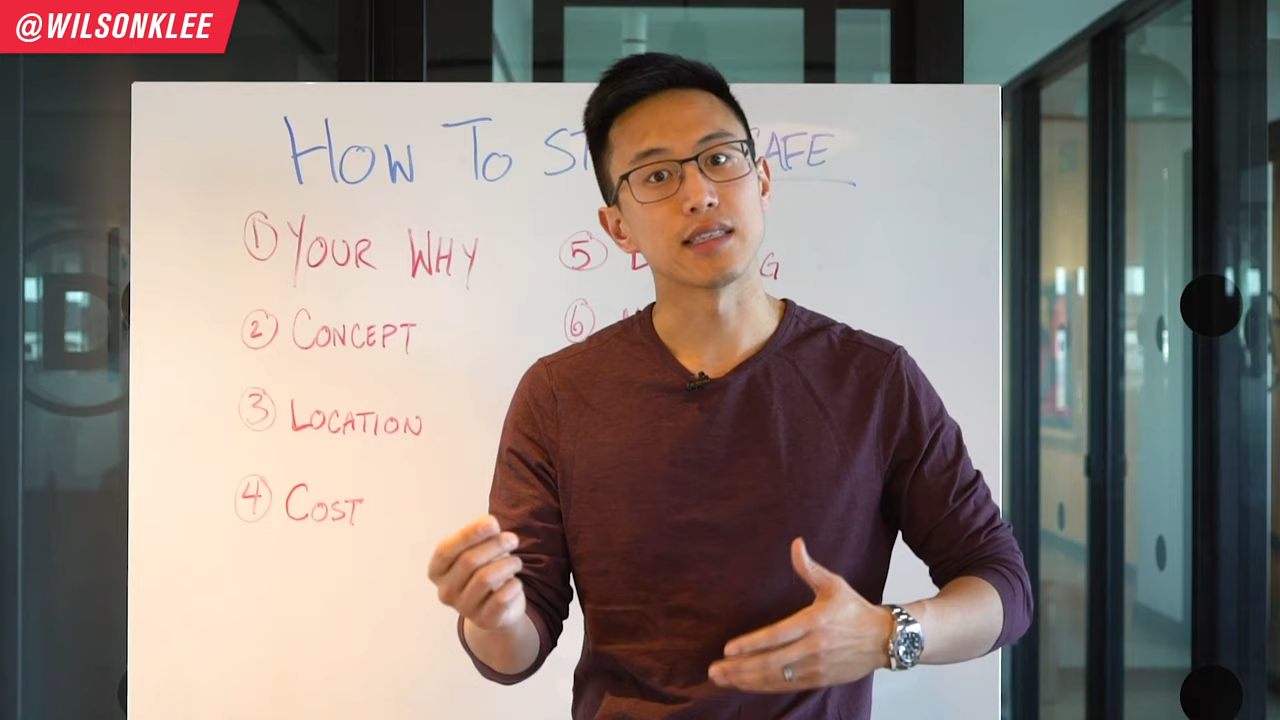 @WILSONKLEE
HOW TO ST AFE
1 YOUR WHY
2 CONCEPT
3 LOCATION
4 COST
5 G
6
D